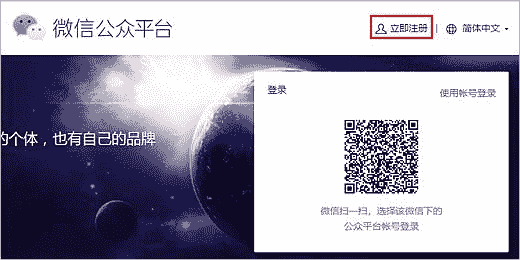 微信公众平台
立即注册 | 简体中文
登录
使用帐号登录
的个体，也有自己的品牌
微信扫一扫，选择该微信下的
公众平台帐号登录